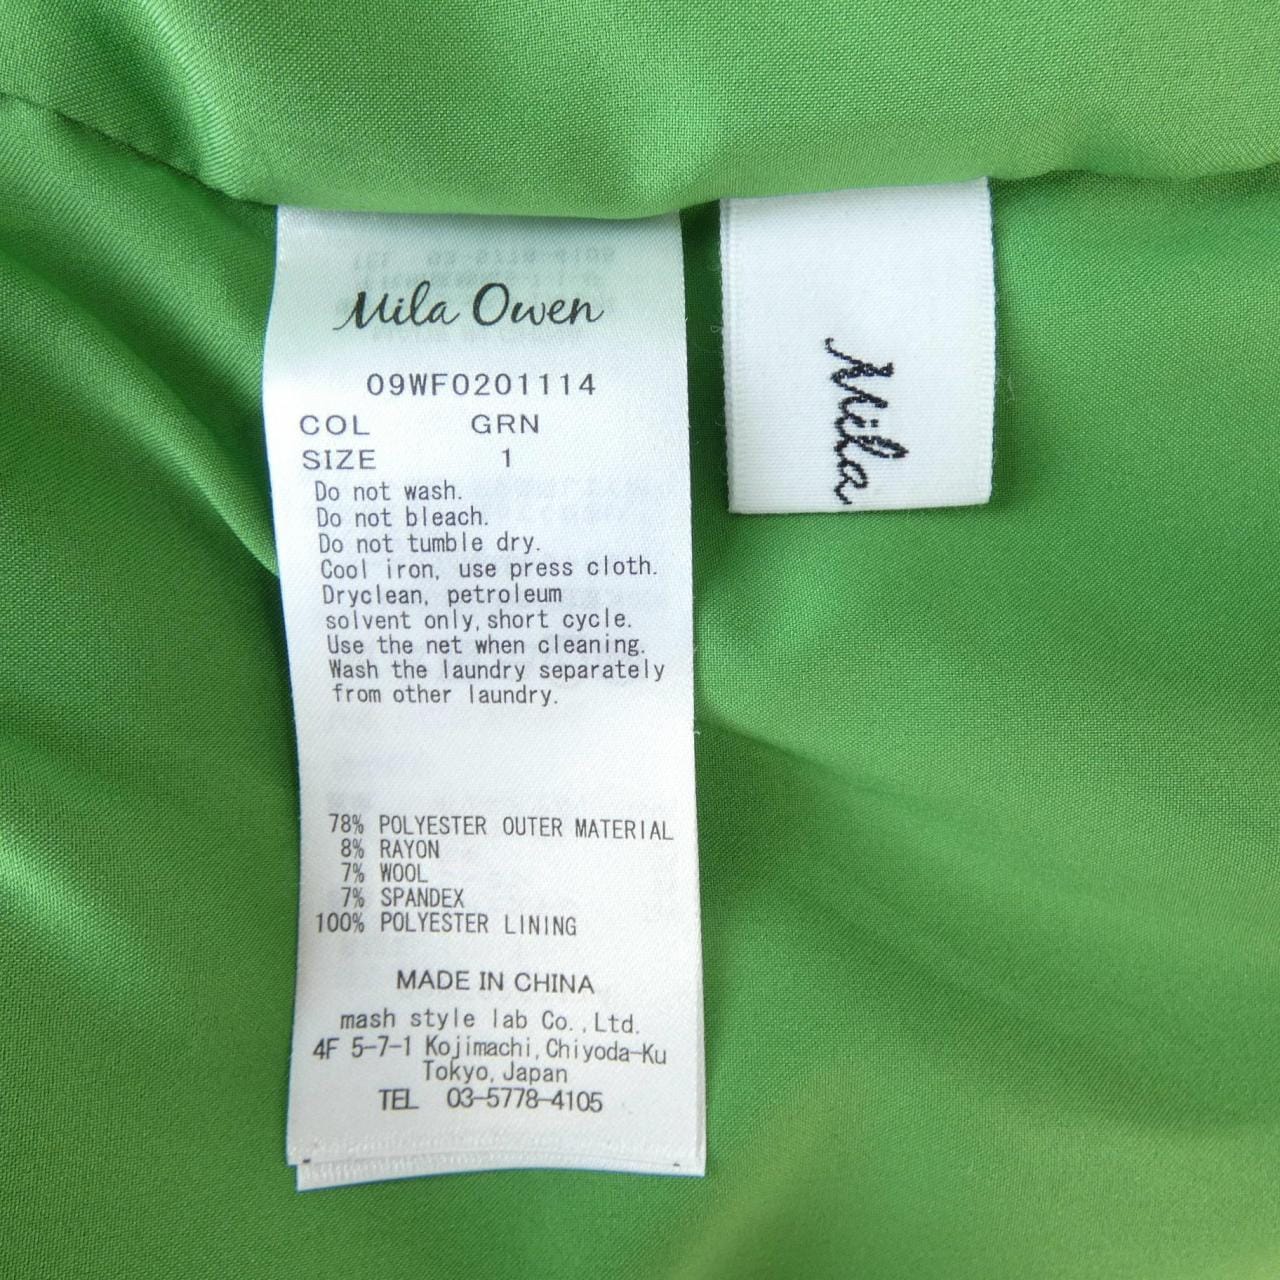 Mila Owen
09WF0201114
COL GRN
SIZE 1
Do not wash.
Do not bleach.
Do not tumble dry.
Cool iron, use press cloth.
Dryclean, petroleum
solvent only, short cycle.
Use the net when cleaning.
Wash the laundry separately
from other laundry.
78% POLYESTER OUTER MATERIAL
8% RAYON
7% WOOL
7% SPANDEX
100% POLYESTER LINING
MADE IN CHINA
mash style lab Co.,Ltd.
4F 5-7-1 Kojimachi,Chiyoda-Ku
Tokyo,Japan
TEL 03-5778-4105
Mila